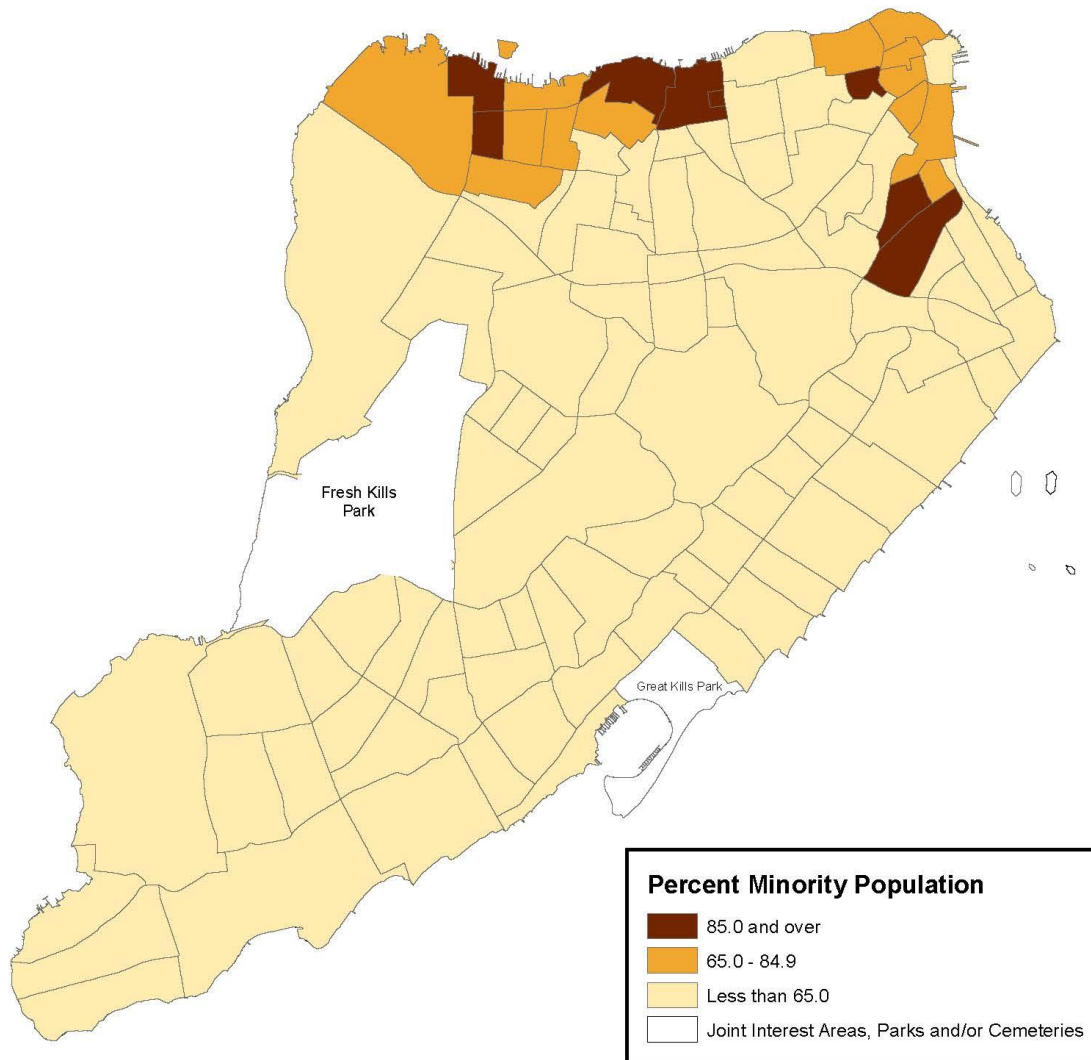 Fresh Kills
Park
Great Kills Park
Percent Minority Population
85.0 and over
65.0 - 84.9
Less than 65.0
Joint Interest Areas, Parks and/or Cemeteries